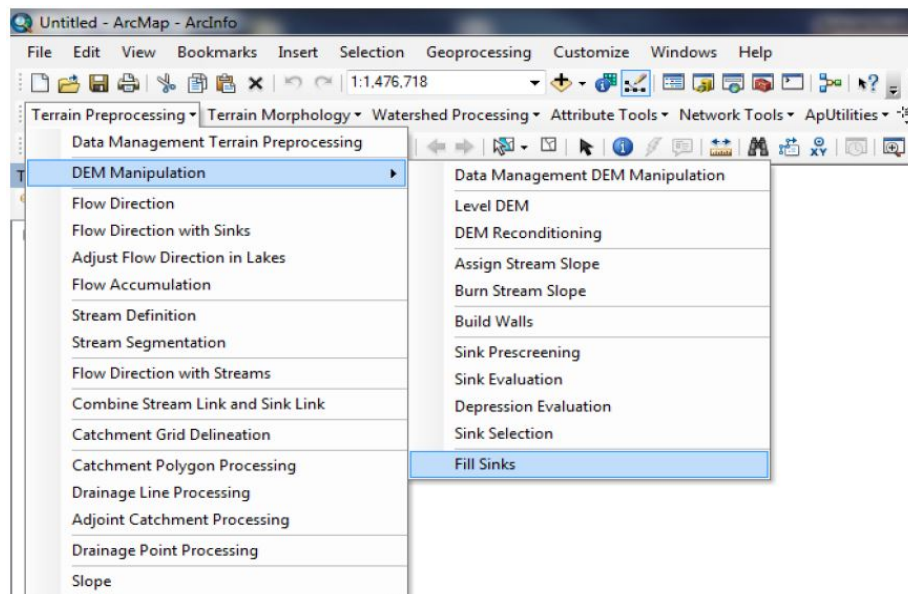 Untitled - ArcMap - ArcInfo
File Edit View Bookmarks Insert Selection Geoprocessing Customize Windows Help
1:1,476,718
Terrain Preprocessing Terrain Morphology Watershed Processing Attribute Tools Network Tools ApUtilities
Data Management Terrain Preprocessing
DEM Manipulation
Flow Direction
Flow Direction with Sinks
Adjust Flow Direction in Lakes
Flow Accumulation
Stream Definition
Stream Segmentation
Flow Direction with Streams
Combine Stream Link and Sink Link
Catchment Grid Delineation
Catchment Polygon Processing
Drainage Line Processing
Adjoint Catchment Processing
Drainage Point Processing
Slope
Data Management DEM Manipulation
Level DEM
DEM Reconditioning
Assign Stream Slope
Burn Stream Slope
Build Walls
Sink Prescreening
Sink Evaluation
Depression Evaluation
Sink Selection
Fill Sinks